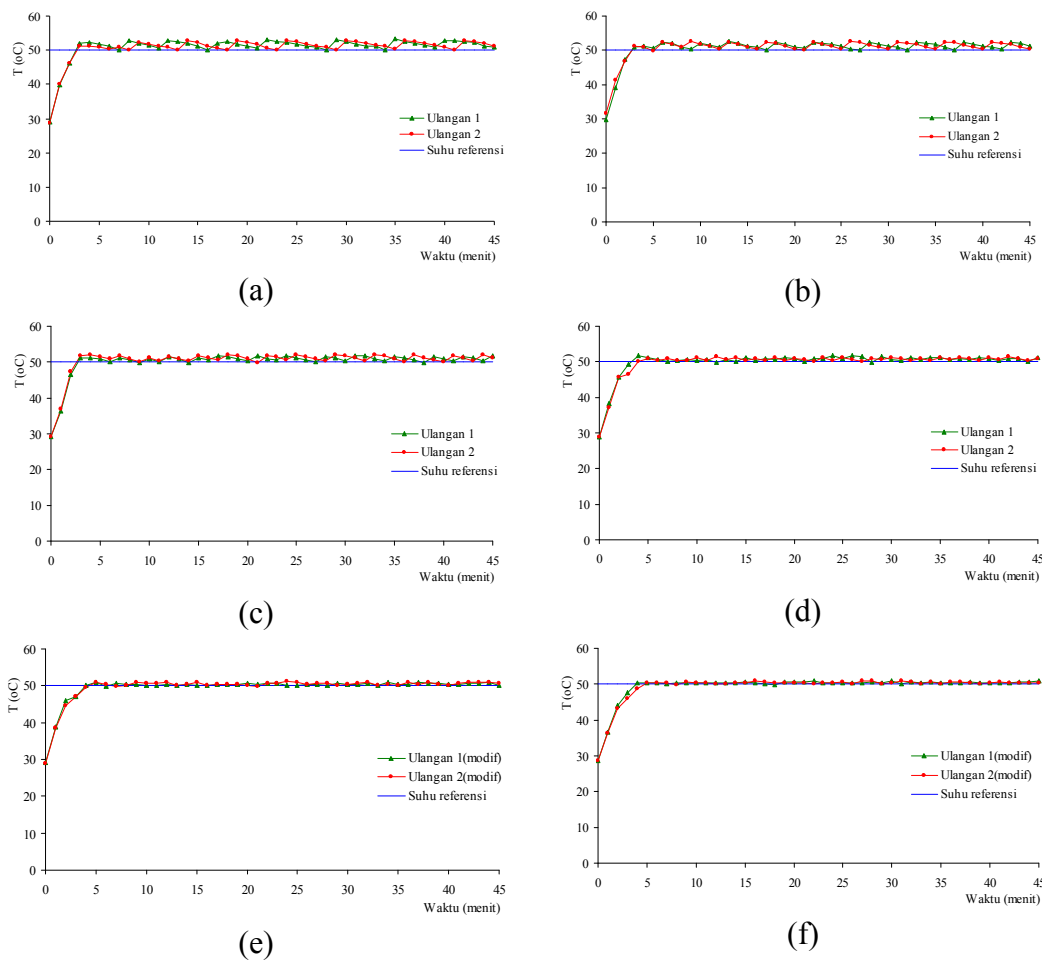 T (oC)
60
50
40
30
20
10
0
0 5 10 15 20 25 30 35 40 45
Waktu (menit)
Ulangan 1
Ulangan 2
Suhu referensi
(a)
T (oC)
60
50
40
30
20
10
0
0 5 10 15 20 25 30 35 40 45
Waktu (menit)
Ulangan 1
Ulangan 2
Suhu referensi
(b)
T (oC)
60
50
40
30
20
10
0
0 5 10 15 20 25 30 35 40 45
Waktu (menit)
Ulangan 1
Ulangan 2
Suhu referensi
(c)
T (oC)
60
50
40
30
20
10
0
0 5 10 15 20 25 30 35 40 45
Waktu (menit)
Ulangan 1
Ulangan 2
Suhu referensi
(d)
T (oC)
60
50
40
30
20
10
0
0 5 10 15 20 25 30 35 40 45
Waktu (menit)
Ulangan 1(modif)
Ulangan 2(modif)
Suhu referensi
(e)
T (oC)
60
50
40
30
20
10
0
0 5 10 15 20 25 30 35 40 45
Waktu (menit)
Ulangan 1(modif)
Ulangan 2(modif)
Suhu referensi
(f)